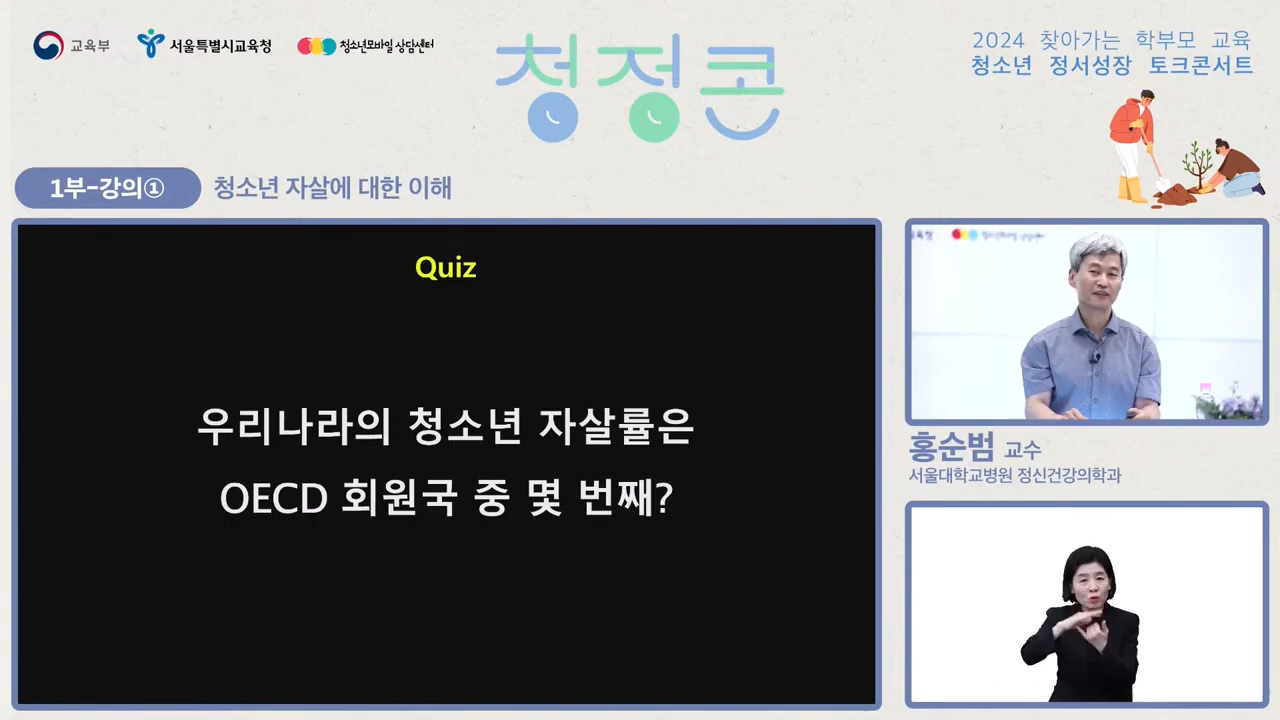 교육부
서울특별시교육청
청소년모바일 상담센터
청정콘
2024 찾아가는 학부모 교육
청소년 정서성장 토크콘서트
1부-강의①
청소년 자살에 대한 이해
Quiz
우리나라의 청소년 자살률은
OECD 회원국 중 몇 번째?
홍순범 교수
서울대학교병원 정신건강의학과